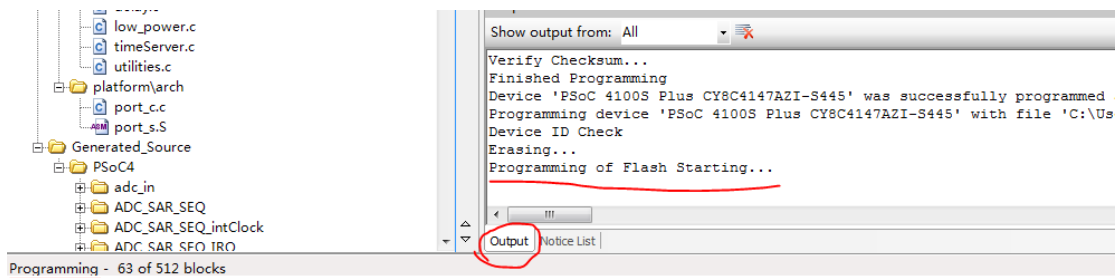 low_power.c
timeServer.c
utilities.c
platform\arch
port_c.c
port_s.S
Generated_Source
PSoC4
adc_in
ADC_SAR_SEQ
ADC_SAR_SEQ_intClock
ADC_SAR_SEQ_IRQ
Show output from: All
Verify Checksum...
Finished Programming
Device 'PSoC 4100S Plus CY8C4147AZI-S445' was successfully programmed
Programming device 'PSoC 4100S Plus CY8C4147AZI-S445' with file 'C:\Us
Device ID Check
Erasing...
Programming of Flash Starting...
Output Notice List
Programming - 63 of 512 blocks